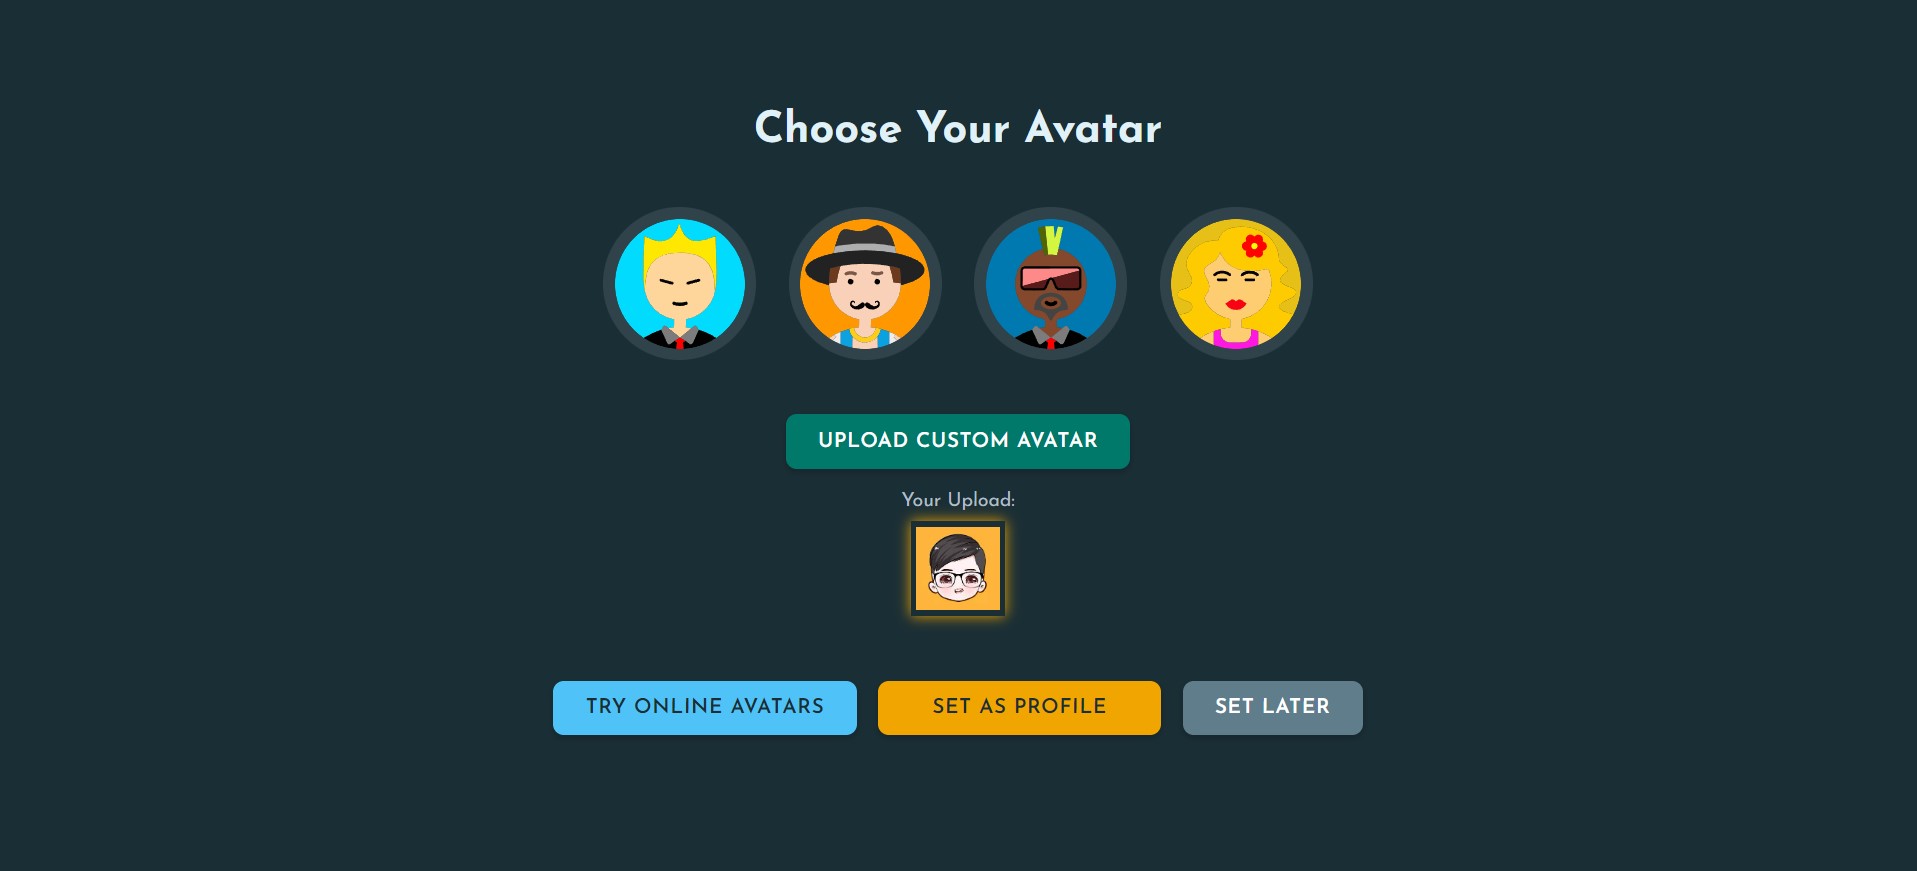 Choose Your Avatar
UPLOAD CUSTOM AVATAR
Your Upload:
TRY ONLINE AVATARS
SET AS PROFILE
SET LATER